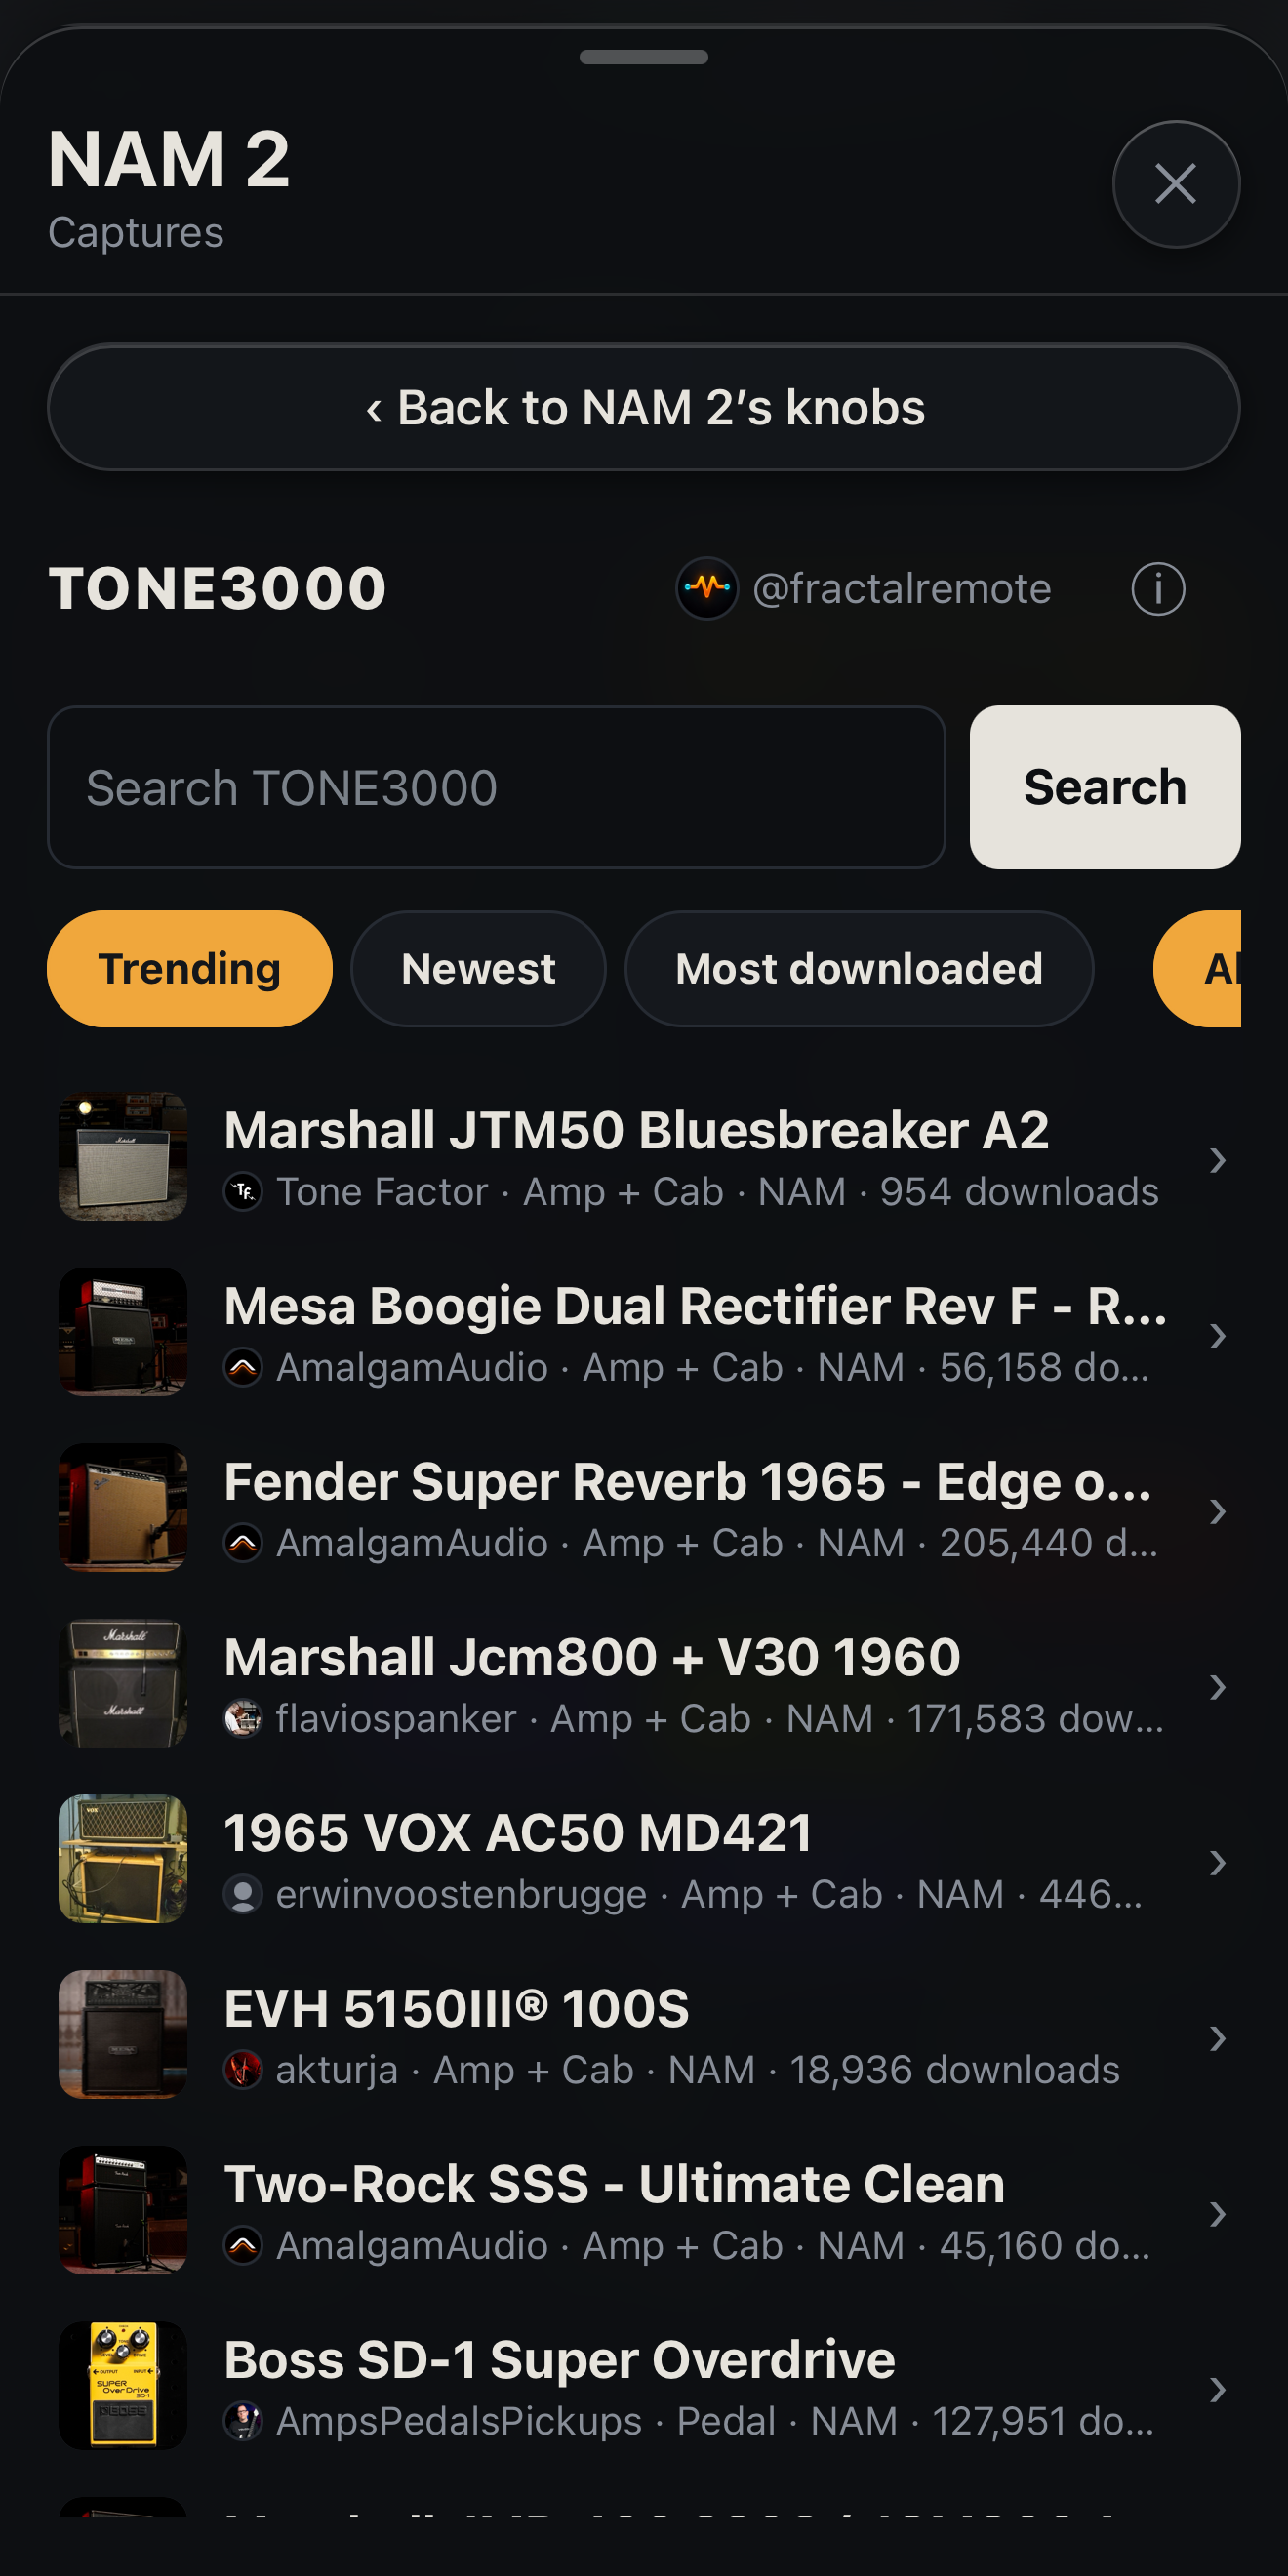 NAM 2
Captures
‹ Back to NAM 2’s knobs
TONE3000
@fractalremote
Search TONE3000
Search
Trending
Newest
Most downloaded
Marshall JTM50 Bluesbreaker A2
Tone Factor · Amp + Cab · NAM · 954 downloads
Mesa Boogie Dual Rectifier Rev F - R...
AmalgamAudio · Amp + Cab · NAM · 56,158 do...
Fender Super Reverb 1965 - Edge o...
AmalgamAudio · Amp + Cab · NAM · 205,440 d...
Marshall Jcm800 + V30 1960
flaviospanker · Amp + Cab · NAM · 171,583 dow...
1965 VOX AC50 MD421
erwinvoostenbrugge · Amp + Cab · NAM · 446...
EVH 5150III® 100S
akturja · Amp + Cab · NAM · 18,936 downloads
Two-Rock SSS - Ultimate Clean
AmalgamAudio · Amp + Cab · NAM · 45,160 do...
Boss SD-1 Super Overdrive
AmpsPedalsPickups · Pedal · NAM · 127,951 do...